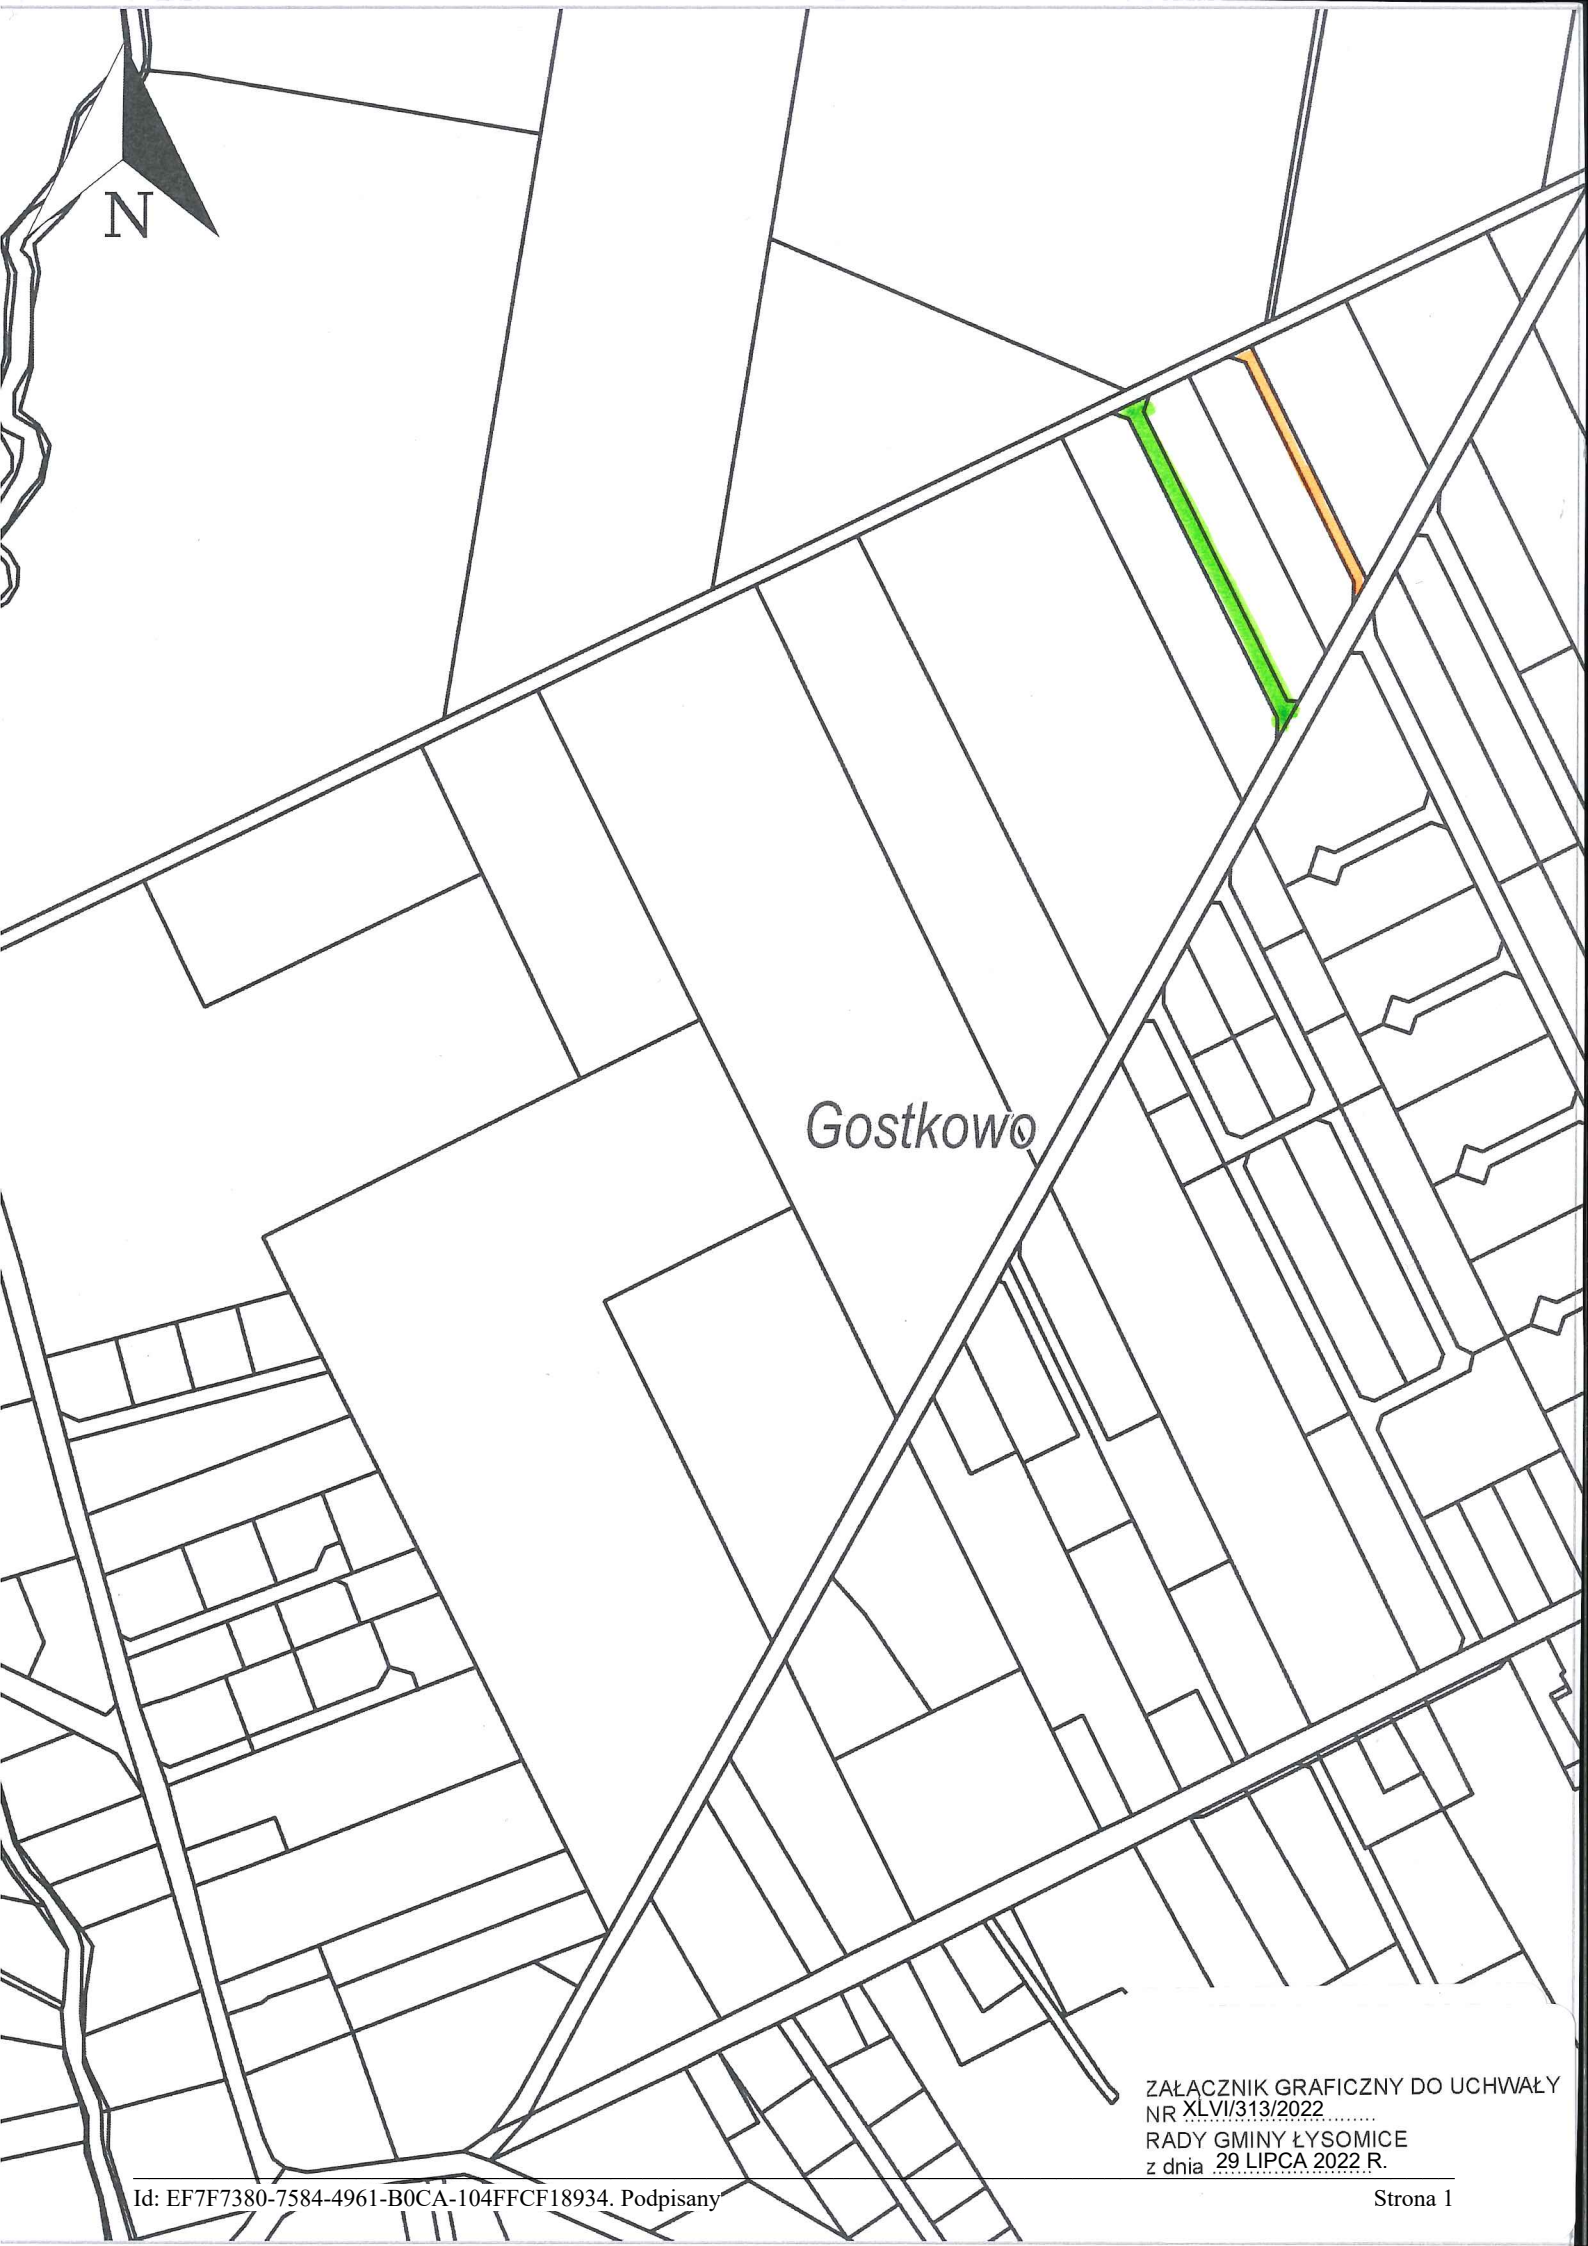 N
Gostkowo
ZAŁĄCZNIK GRAFICZNY DO UCHWAŁY
NR XLVI/313/2022
RADY GMINY ŁYSOMICE
z dnia 29 LIPCA 2022 R.
Id: EF7F7380-7584-4961-B0CA-104FFCF18934. Podpisany
Strona 1